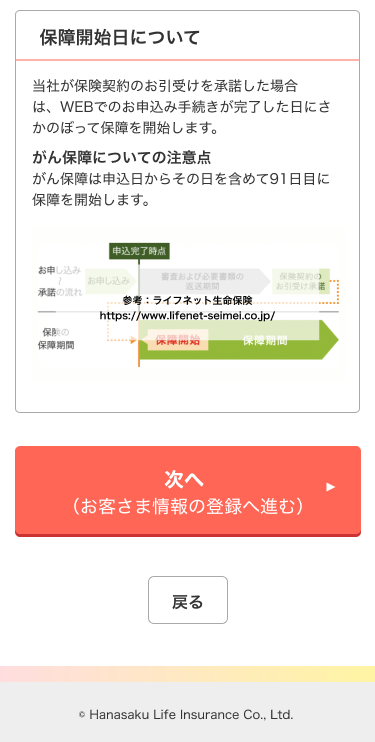 保障開始日について
当社が保険契約のお引受けを承諾した場合
は、WEBでのお申込み手続きが完了した日にさ
かのぼって保障を開始します。
がん保障についての注意点
がん保障は申込日からその日を含めて91日目に
保障を開始します。
申込完了時点
お申し込み
/
承諾の流れ
お申し込み
審査および必要書類の
返送期間
保険契約の
お引受け承諾
参考：ライフネット生命保険
https://www.lifenet-seimei.co.jp/
保険の
保障期間
保障開始
保障期間
次へ
（お客さま情報の登録へ進む）
戻る
© Hanasaku Life Insurance Co., Ltd.